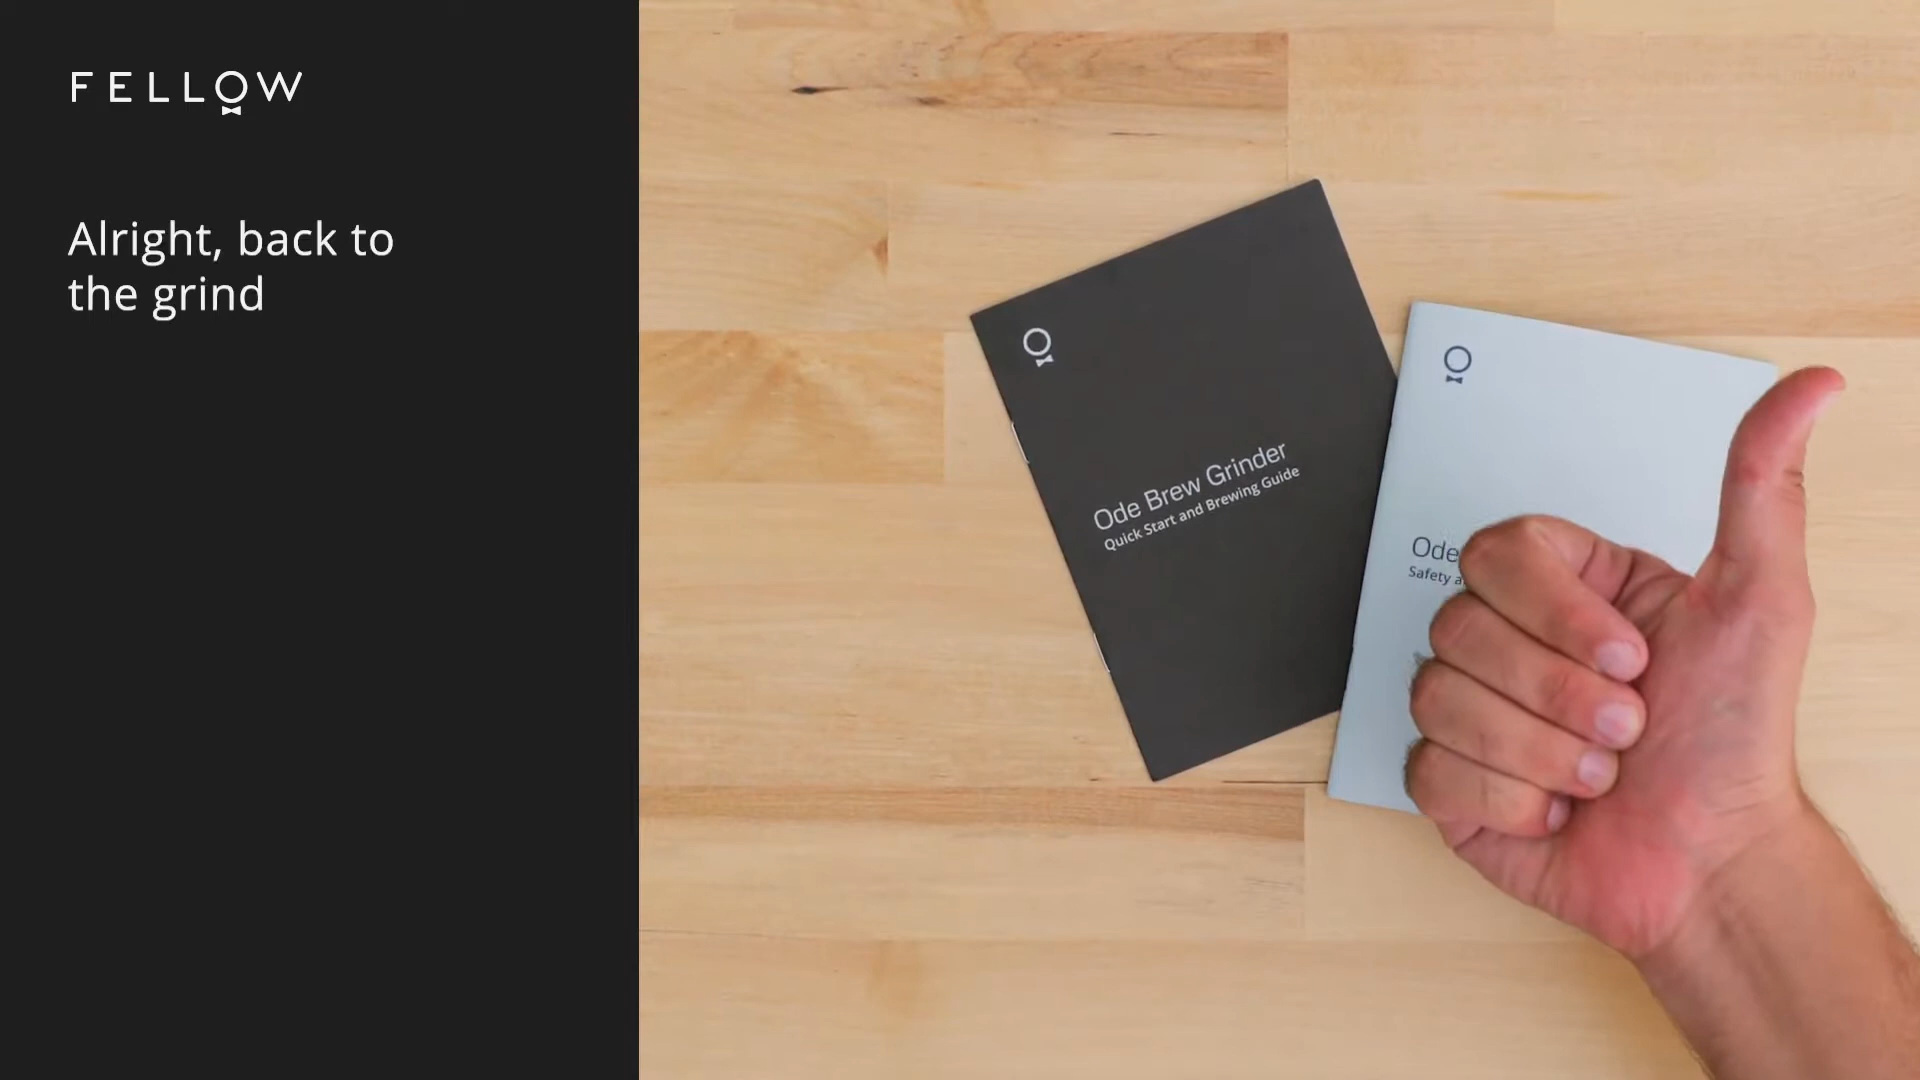 FELLOW
Alright, back to
the grind
Ode Brew Grinder
Quick Start and Brewing Guide
Ode
Safety